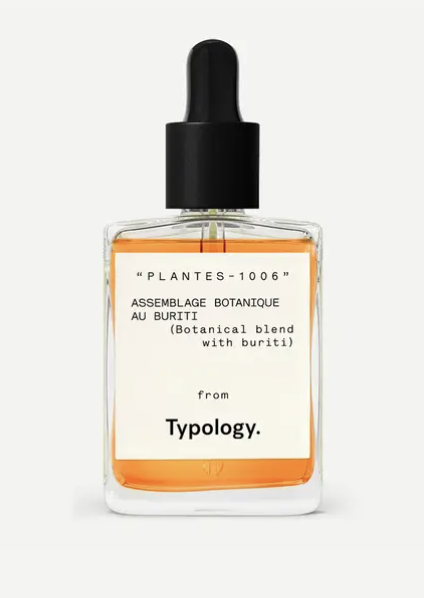 “PLANTES-1006”
ASSEMBLAGE BOTANIQUE
AU BURITI
(Botanical blend
with buriti)
from
Typology.